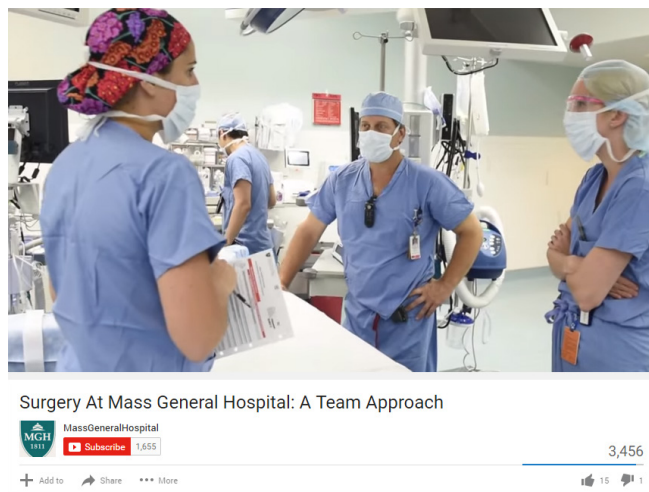 Surgery At Mass General Hospital: A Team Approach
MGH
1811
MassGeneralHospital
Subscribe 1,655
3,456
Add to Share More 15 1